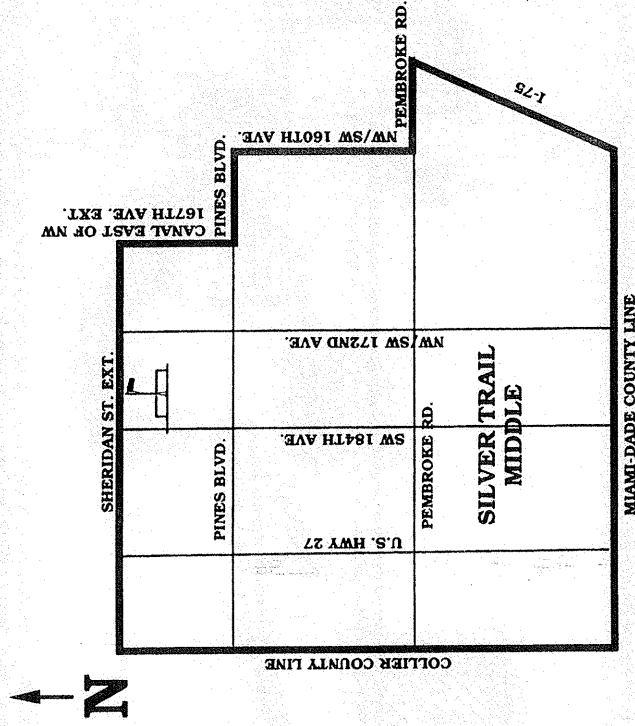 PEMBROKE RD.
I-75
NW/SW 160TH AVE.
PINES BLVD.
CANAL EAST OF NW
167TH AVE. EXT.
SHERIDAN ST. EXT.
NW/SW 172ND AVE.
SW 184TH AVE.
PINES BLVD.
PEMBROKE RD.
SILVER TRAIL
MIDDLE
U.S. HWY 27
MIAMI-DADE COUNTY LINE
COLLIER COUNTY LINE
N